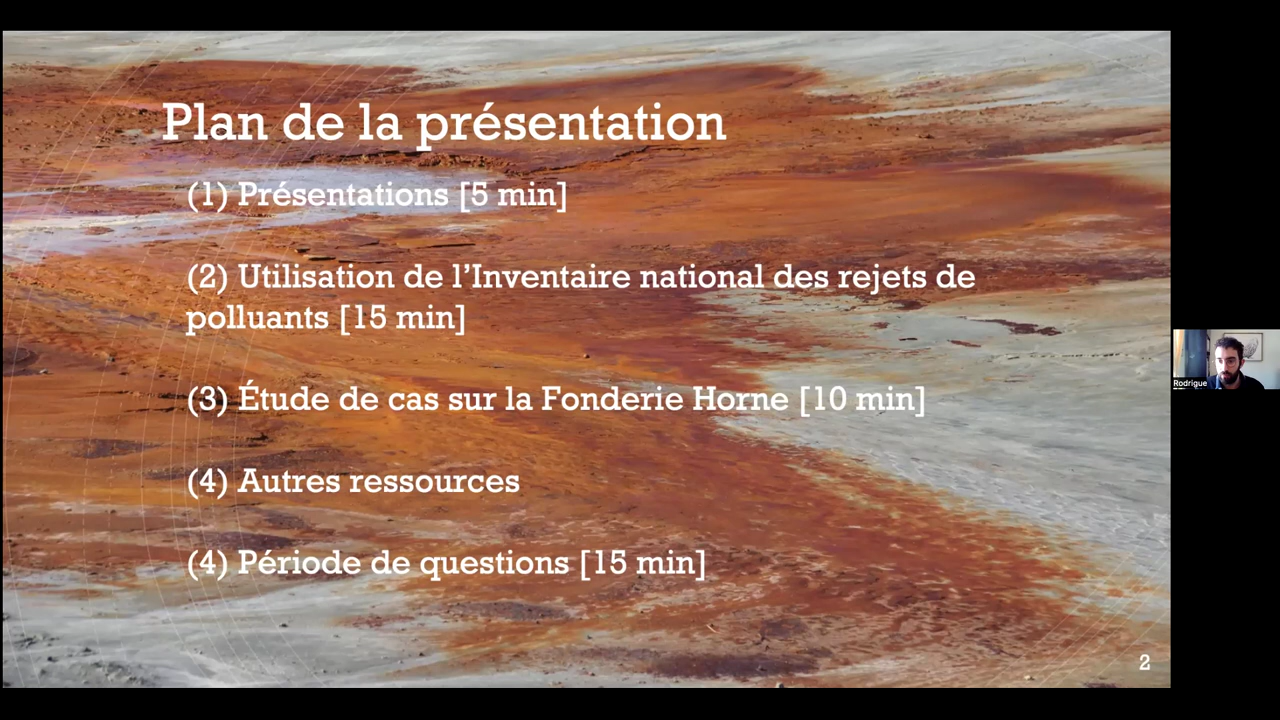 Plan de la présentation
(1) Présentations [5 min]
(2) Utilisation de l’Inventaire national des rejets de
polluants [15 min]
(3) Étude de cas sur la Fonderie Horne [10 min]
(4) Autres ressources
(4) Période de questions [15 min]
2
Rodrigue